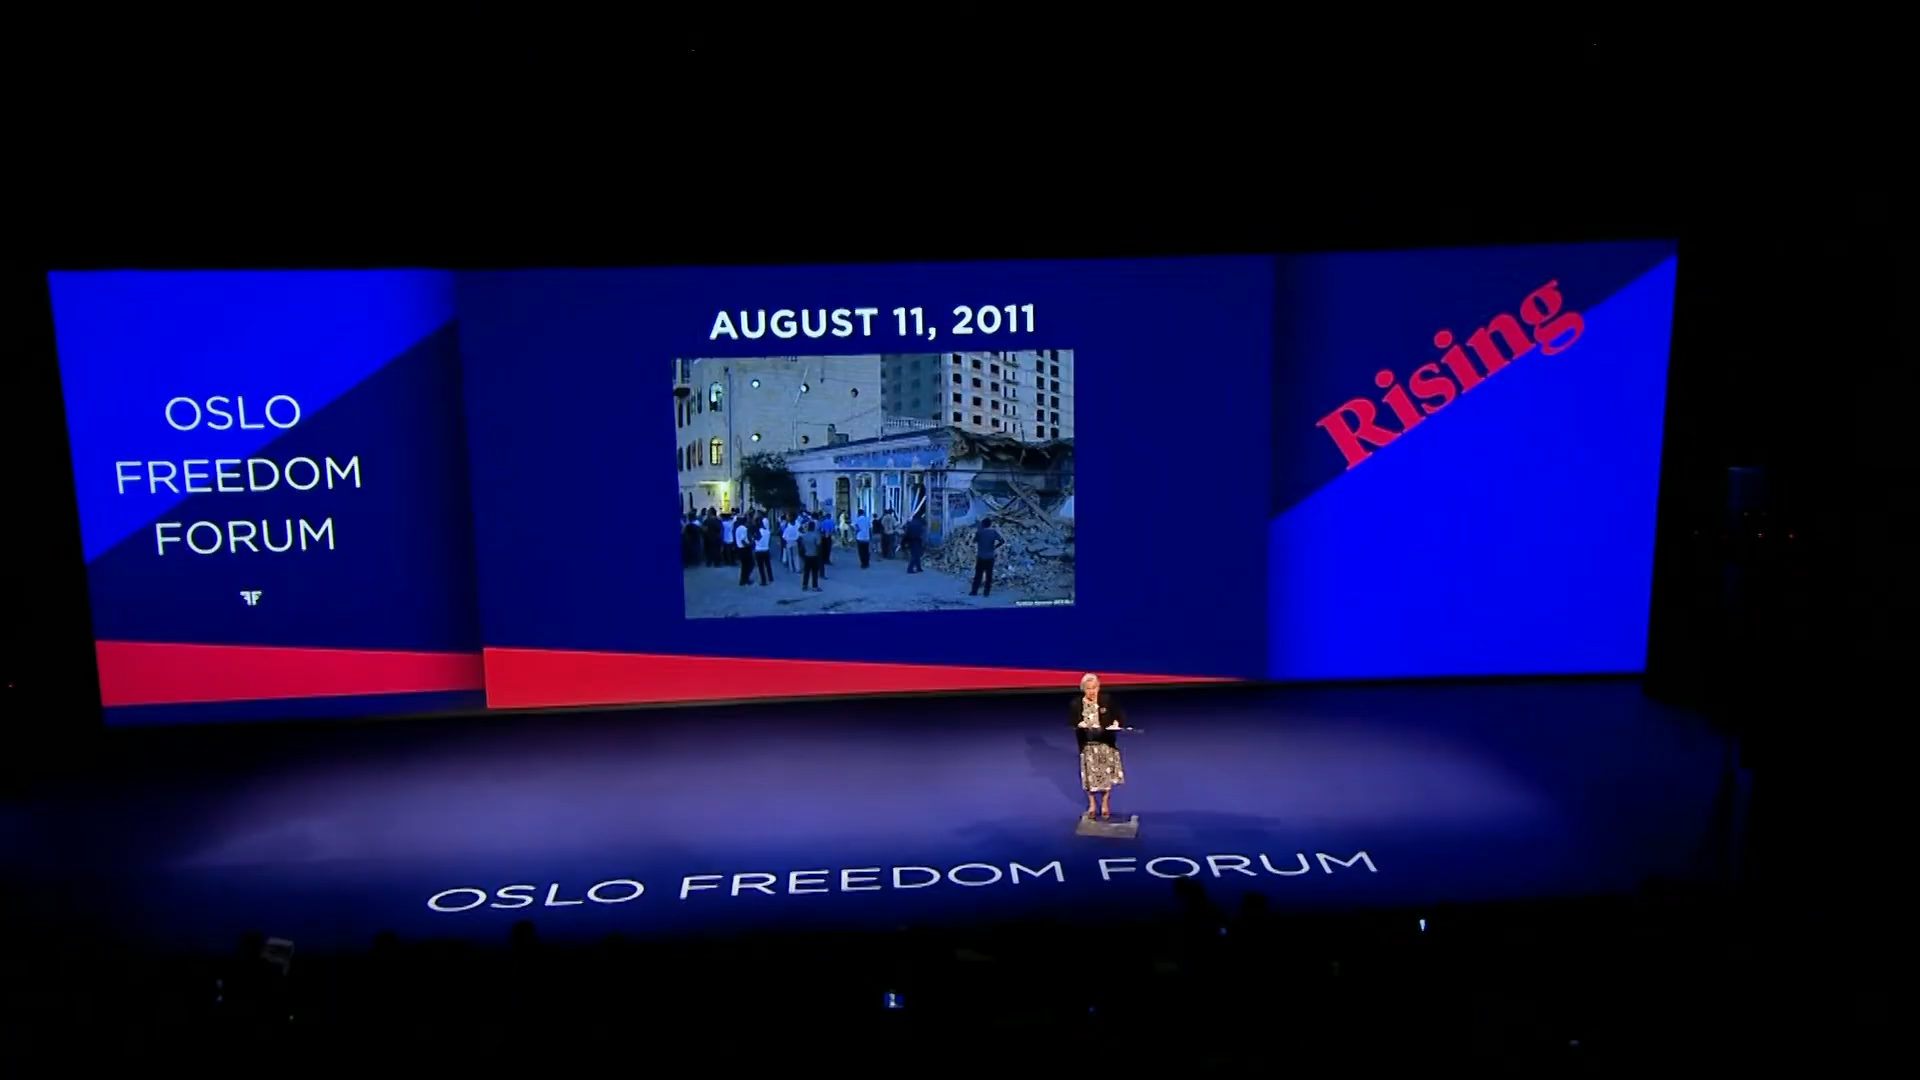 AUGUST 11, 2011
OSLO
FREEDOM
FORUM
Rising
OSLO FREEDOM FORUM